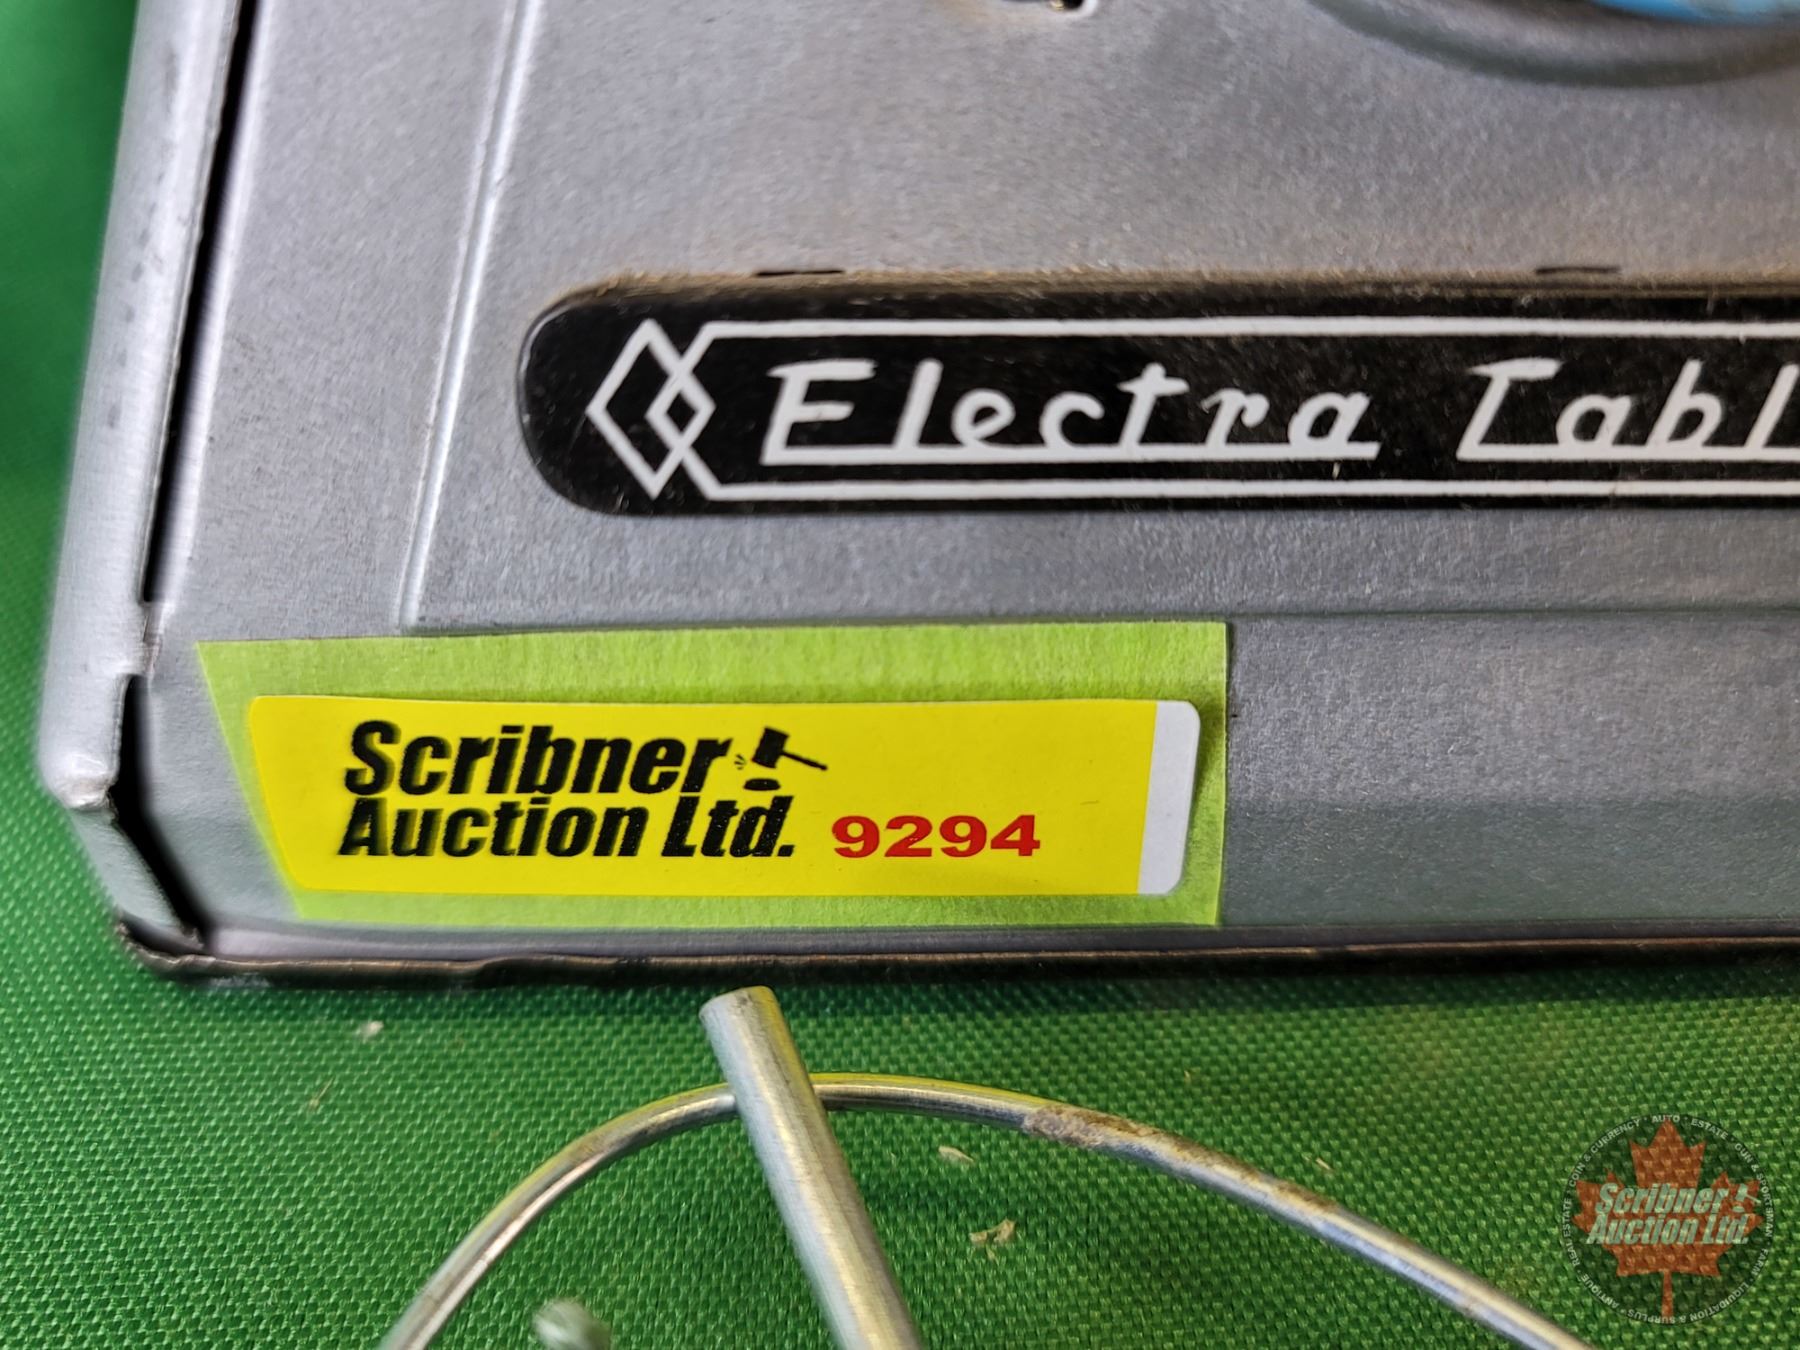 Electra Tabl
Scribner
Auction Ltd. 9294
Scribner
Auction Ltd.